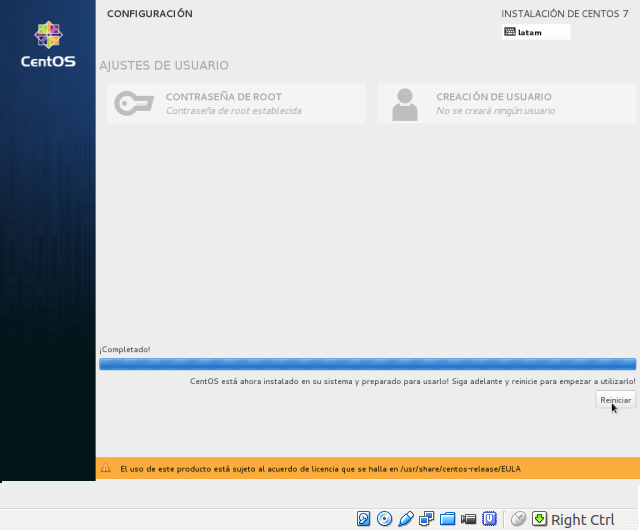 CONFIGURACIÓN
INSTALACIÓN DE CENTOS 7
latam
CentOS
AJUSTES DE USUARIO
CONTRASEÑA DE ROOT
Contraseña de root establecida
CREACIÓN DE USUARIO
No se creará ningún usuario
¡Completado!
CentOS está ahora instalado en su sistema y preparado para usarlo! Siga adelante y reinicie para empezar a utilizarlo!
Reiniciar
El uso de este producto está sujeto al acuerdo de licencia que se halla en /usr/share/centos-release/EULA
Right Ctrl